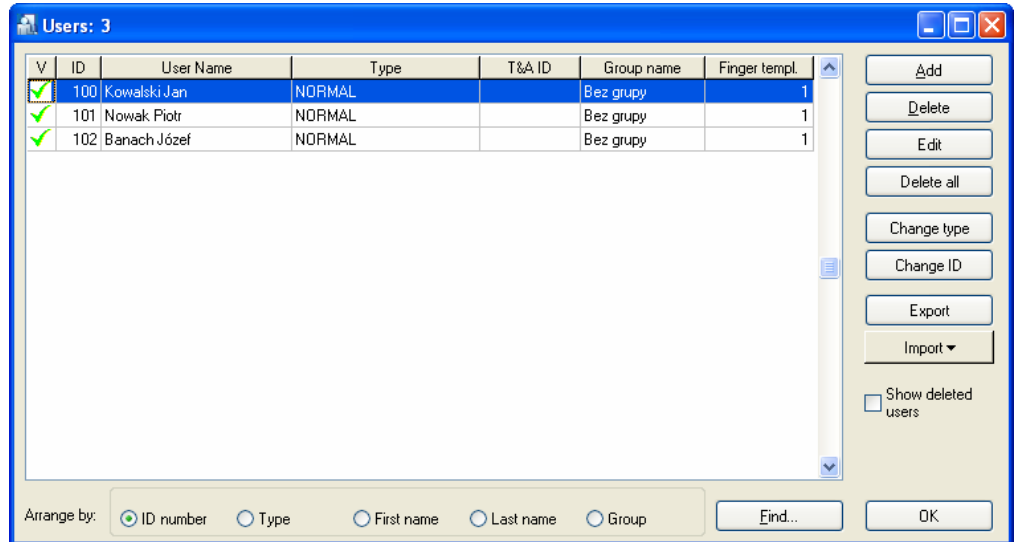 Users: 3
V ID User Name Type T&A ID Group name Finger templ.
100 Kowalski Jan NORMAL Bez grupy 1
101 Nowak Piotr NORMAL Bez grupy 1
102 Banach Józef NORMAL Bez grupy 1
Add
Delete
Edit
Delete all
Change type
Change ID
Export
Import
Show deleted
users
Arrange by: ID number Type First name Last name Group Find... OK